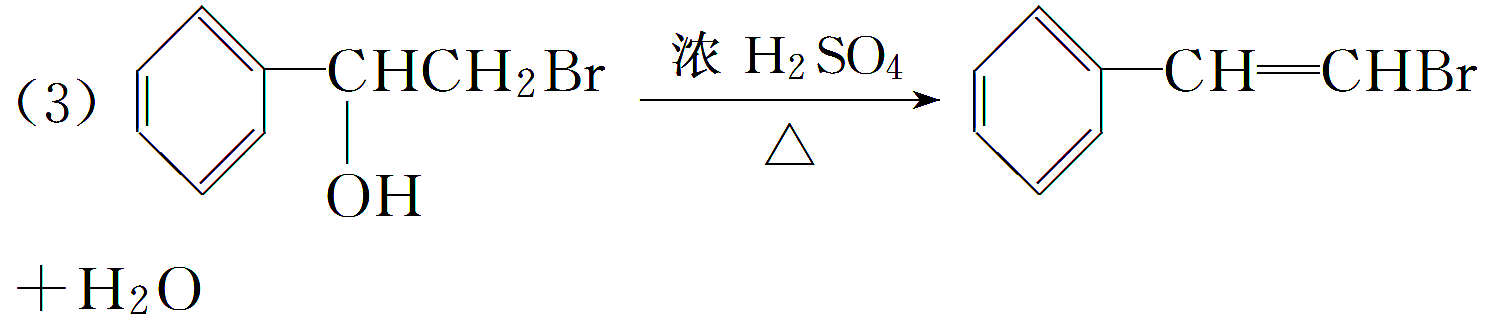 (3) CHCH₂Br 浓 H₂SO₄ △ CH=CHBr
OH
+H₂O